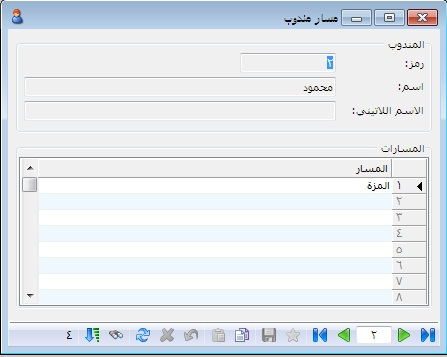 مسار مندوب
المندوب
رمز: ٢
اسم: محمود
الاسم اللاتيني:
المسارات
المسار
١ المزة
٢
٣
٤
٥
٦
٧
٨
٢ ٤